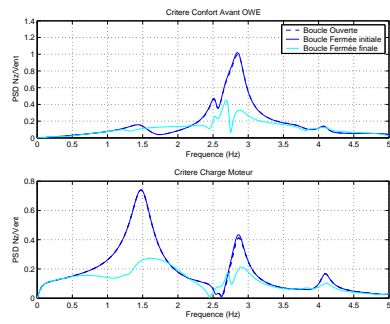 Critere Confort Avant OWE
Boucle Ouverte
Boucle Fermée initiale
Boucle Fermée finale
PSD Nz/Vent
1.4
1.2
1
0.8
0.6
0.4
0.2
0
0 0.5 1 1.5 2 2.5 3 3.5 4 4.5 5
Frequence (Hz)
Critere Charge Moteur
PSD Nz/Vent
0.8
0.6
0.4
0.2
0
0 0.5 1 1.5 2 2.5 3 3.5 4 4.5 5
Frequence (Hz)